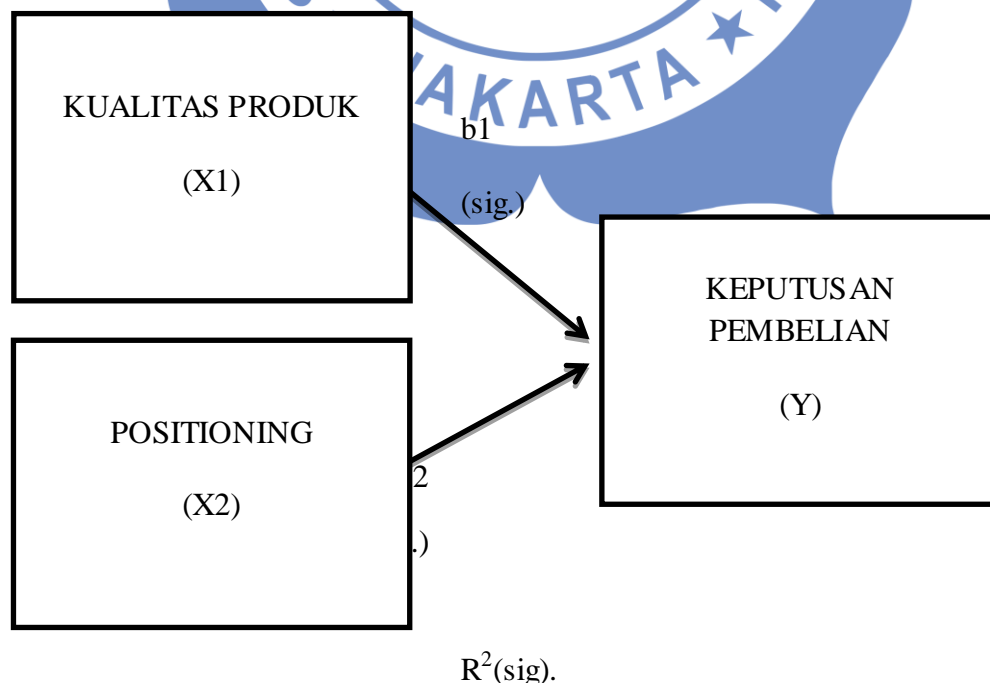 AKARTA
KUALITAS PRODUK
(X1)
b1
(sig.)
KEPUTUSAN
PEMBELIAN
(Y)
POSITIONING
(X2)
2
.)
R²(sig).